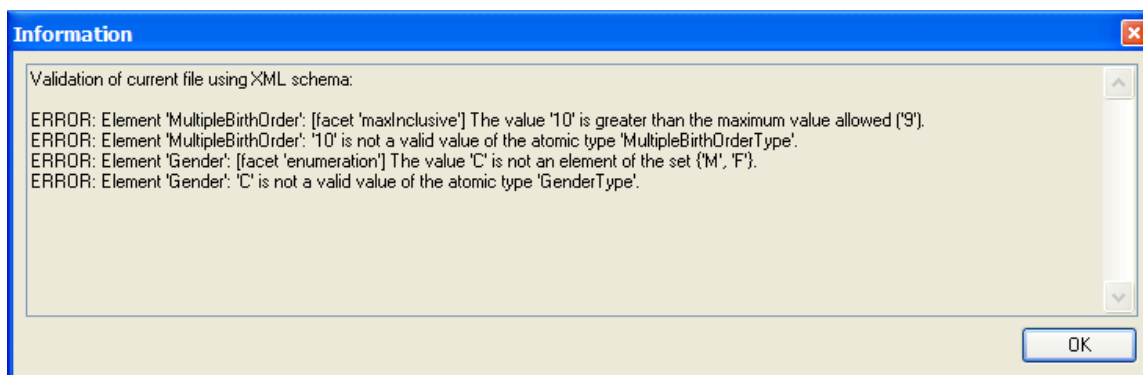 Information
Validation of current file using XML schema:
ERROR: Element 'MultipleBirthOrder': [facet 'maxInclusive'] The value '10' is greater than the maximum value allowed ('9').
ERROR: Element 'MultipleBirthOrder': '10' is not a valid value of the atomic type 'MultipleBirthOrderType'.
ERROR: Element 'Gender': [facet 'enumeration'] The value 'C' is not an element of the set {'M', 'F'}.
ERROR: Element 'Gender': 'C' is not a valid value of the atomic type 'GenderType'.
OK